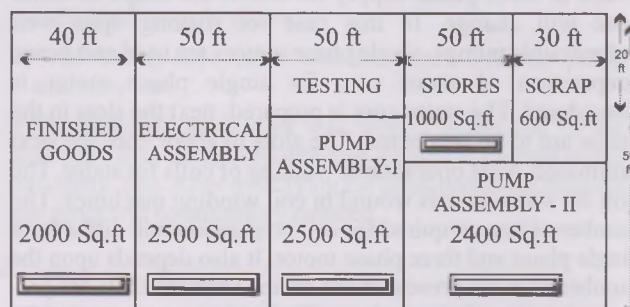 40 ft 50 ft 50 ft 50 ft 30 ft
20 ft
TESTING STORES SCRAP
1000 Sq.ft 600 Sq.ft
FINISHED GOODS
ELECTRICAL ASSEMBLY
PUMP ASSEMBLY-I
PUMP ASSEMBLY - II
2000 Sq.ft 2500 Sq.ft 2500 Sq.ft 2400 Sq.ft